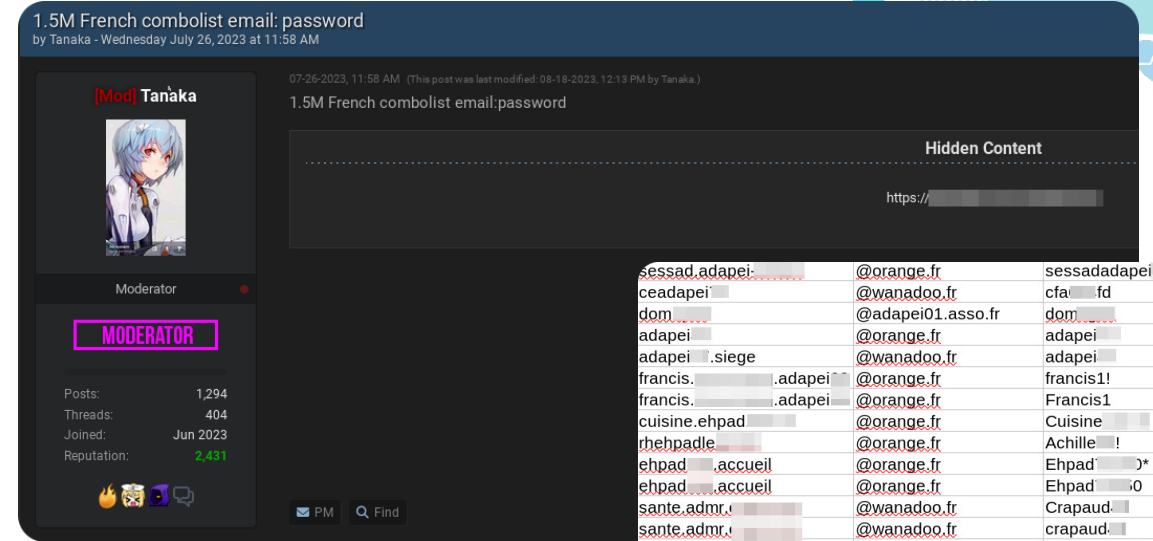 1.5M French combolist email: password
by Tanaka - Wednesday July 26, 2023 at 11:58 AM
[Mod] Tanaka
Moderator
MODERATOR
Posts: 1,294
Threads: 404
Joined: Jun 2023
Reputation: 2,431
07-26-2023, 11:58 AM (This post was last modified: 08-18-2023, 12:13 PM by Tanaka.)
1.5M French combolist email:password
Hidden Content
https://
PM Find
sessad.adapei- @orange.fr sessadadapei
ceadapei @wanadoo.fr cfa fd
dom @adapei01.asso.fr dom
adapei @orange.fr adapei
adapei .siege @wanadoo.fr adapei
francis. .adapei @orange.fr francis1!
francis. .adapei @orange.fr Francis1
cuisine.ehpad @orange.fr Cuisine
rhehpadle @orange.fr Achille !
ehpad .accueil @orange.fr Ehpad 0*
ehpad .accueil @orange.fr Ehpad 0
sante.admr. @wanadoo.fr Crapaud
sante.admr. @wanadoo.fr crapaud